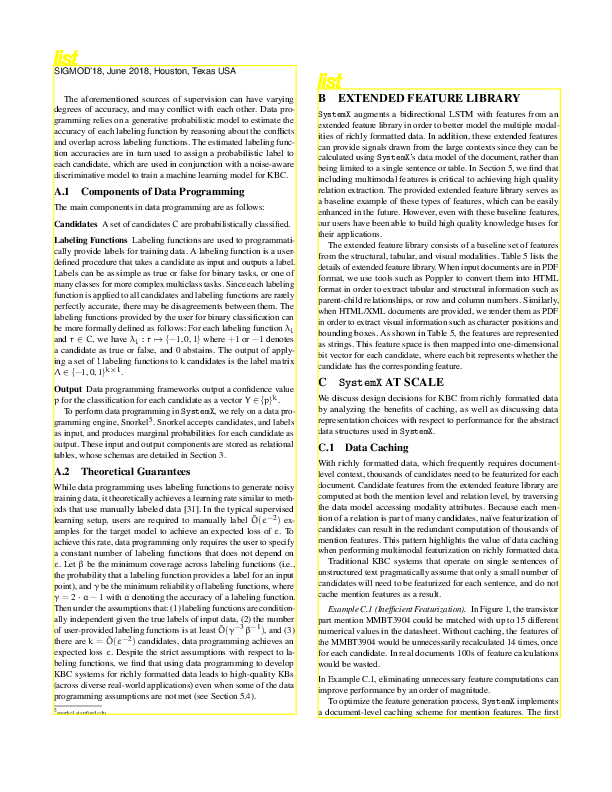 list
SIGMOD'18, June 2018, Houston, Texas USA
The aforementioned sources of supervision can have varying
degrees of accuracy, and may conflict with each other. Data pro-
gramming relies on a generative probabilistic model to estimate the
accuracy of each labeling function by reasoning about the conflicts
and overlap across labeling functions. The estimated labeling func-
tion accuracies are in turn used to assign a probabilistic label to
each candidate, which are used in conjunction with a noise-aware
discriminative model to train a machine learning model for KBC.
A.1 Components of Data Programming
The main components in data programming are as follows:
Candidates A set of candidates C are probabilistically classified.
Labeling Functions Labeling functions are used to programmati-
cally provide labels for training data. A labeling function is a user-
defined procedure that takes a candidate as input and outputs a label.
Labels can be as simple as true or false for binary tasks, or one of
many classes for more complex multiclass tasks. Since each labeling
function is applied to all candidates and labeling functions are rarely
perfectly accurate, there may be disagreements between them. The
labeling functions provided by the user for binary classification can
be more formally defined as follows: For each labeling function λi
and r ∈ C, we have λi : r ↦ {−1,0,1} where +1 or −1 denotes
a candidate as true or false, and 0 abstains. The output of apply-
ing a set of l labeling functions to k candidates is the label matrix
Λ ∈ {−1,0,1}^k×l.
Output Data programming frameworks output a confidence value
p for the classification for each candidate as a vector Y ∈ {p}^k.
To perform data programming in SystemX, we rely on a data pro-
gramming engine, Snorkel5. Snorkel accepts candidates, and labels
as input, and produces marginal probabilities for each candidate as
output. These input and output components are stored as relational
tables, whose schemas are detailed in Section 3.
A.2 Theoretical Guarantees
While data programming uses labeling functions to generate noisy
training data, it theoretically achieves a learning rate similar to meth-
ods that use manually labeled data [31]. In the typical supervised
learning setup, users are required to manually label Õ(ϵ^−2) ex-
amples for the target model to achieve an expected loss of ϵ. To
achieve this rate, data programming only requires the user to specify
a constant number of labeling functions that does not depend on
ϵ. Let β be the minimum coverage across labeling functions (i.e.,
the probability that a labeling function provides a label for an input
point), and γ be the minimum reliability of labeling functions, where
γ = 2 · α − 1 with α denoting the accuracy of a labeling function.
Then under the assumptions that: (1) labeling functions are condition-
ally independent given the true labels of input data, (2) the number
of user-provided labeling functions is at least Õ(γ^−3β^−1), and (3)
there are k = Õ(ϵ^−2) candidates, data programming achieves an
expected loss ϵ. Despite the strict assumptions with respect to la-
beling functions, we find that using data programming to develop
KBC systems for richly formatted data leads to high-quality KBs
(across diverse real-world applications) even when some of the data
programming assumptions are not met (see Section 5.4).
5snorkel.stanford.edu
list
B EXTENDED FEATURE LIBRARY
SystemX augments a bidirectional LSTM with features from an
extended feature library in order to better model the multiple modal-
ities of richly formatted data. In addition, these extended features
can provide signals drawn from the large contexts since they can be
calculated using SystemX's data model of the document, rather than
being limited to a single sentence or table. In Section 5, we find that
including multimodal features is critical to achieving high quality
relation extraction. The provided extended feature library serves as
a baseline example of these types of features, which can be easily
enhanced in the future. However, even with these baseline features,
our users have been able to build high quality knowledge bases for
their applications.
The extended feature library consists of a baseline set of features
from the structural, tabular, and visual modalities. Table 5 lists the
details of extended feature library. When input documents are in PDF
format, we use tools such as Poppler to convert them into HTML
format in order to extract tabular and structural information such as
parent-child relationships, or row and column numbers. Similarly,
when HTML/XML documents are provided, we render them as PDF
in order to extract visual information such as character positions and
bounding boxes. As shown in Table 5, the features are represented
as strings. This feature space is then mapped into one-dimensional
bit vector for each candidate, where each bit represents whether the
candidate has the corresponding feature.
C SystemX AT SCALE
We discuss design decisions for KBC from richly formatted data
by analyzing the benefits of caching, as well as discussing data
representation choices with respect to performance for the abstract
data structures used in SystemX.
C.1 Data Caching
With richly formatted data, which frequently requires document-
level context, thousands of candidates need to be featurized for each
document. Candidate features from the extended feature library are
computed at both the mention level and relation level, by traversing
the data model accessing modality attributes. Because each men-
tion of a relation is part of many candidates, naïve featurization of
candidates can result in the redundant computation of thousands of
mention features. This pattern highlights the value of data caching
when performing multimodal featurization on richly formatted data.
Traditional KBC systems that operate on single sentences of
unstructured text pragmatically assume that only a small number of
candidates will need to be featurized for each sentence, and do not
cache mention features as a result.
Example C.1 (Inefficient Featurization). In Figure 1, the transistor
part mention MMBT3904 could be matched with up to 15 different
numerical values in the datasheet. Without caching, the features of
the MMBT3904 would be unnecessarily recalculated 14 times, once
for each candidate. In real documents 100s of feature calculations
would be wasted.
In Example C.1, eliminating unnecessary feature computations can
improve performance by an order of magnitude.
To optimize the feature generation process, SystemX implements
a document-level caching scheme for mention features. The first